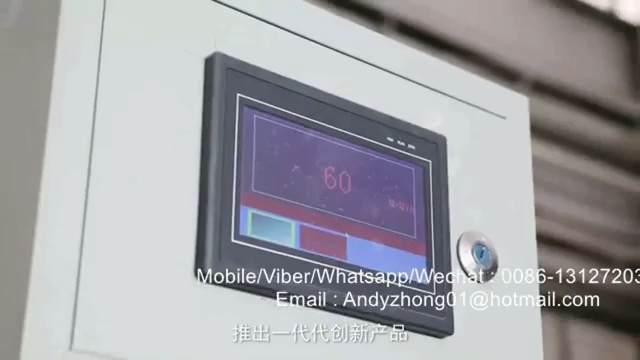 60
M/Min
Mobile/Viber/Whatsapp/Wechat : 0086-13127203
Email : Andyzhong01@hotmail.com
推出一代代创新产品